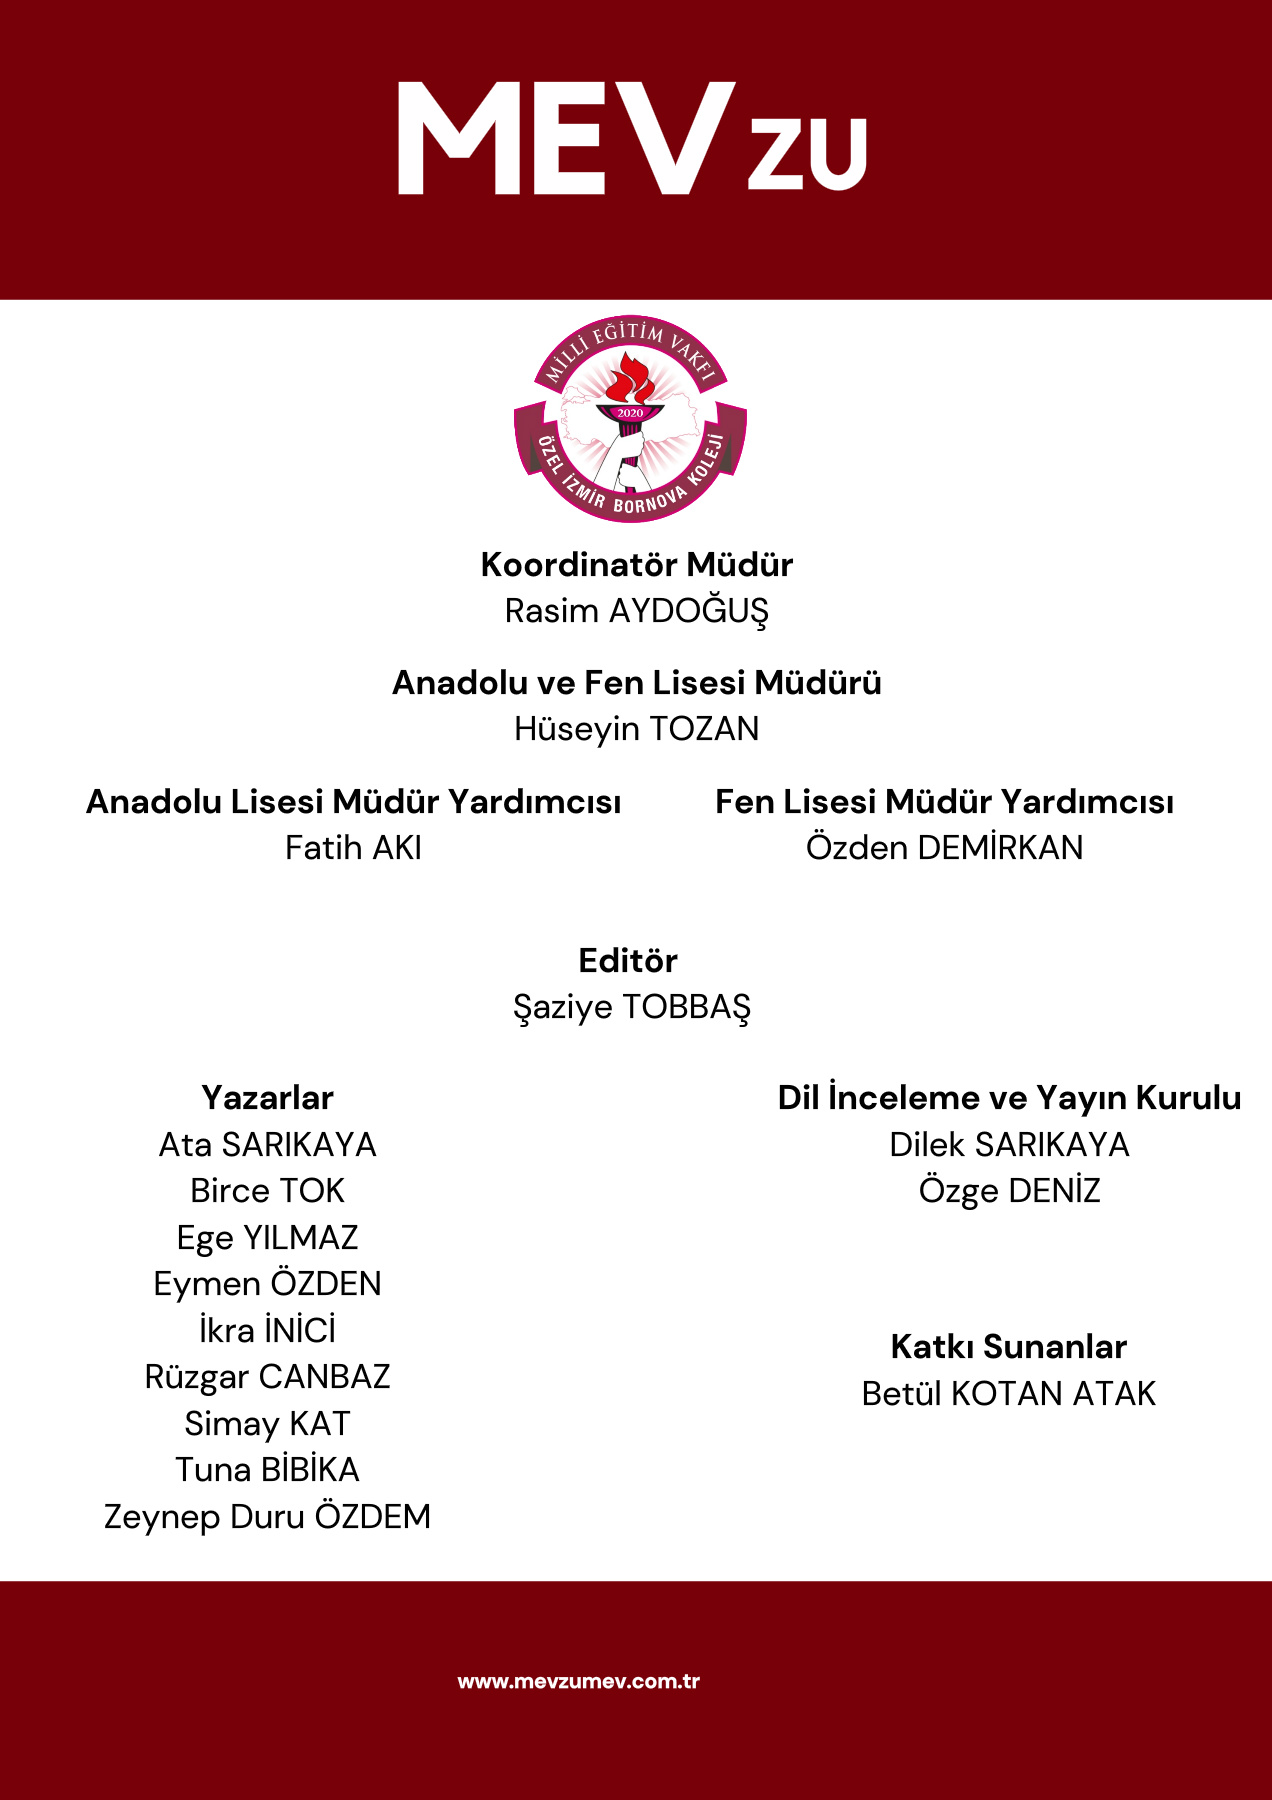 MEV ZU
MİLLİ EĞİTİM VAKFI
2020
ÖZEL İZMİR BORNOVA KOLEJİ
Koordinatör Müdür
Rasim AYDOĞUŞ
Anadolu ve Fen Lisesi Müdürü
Hüseyin TOZAN
Anadolu Lisesi Müdür Yardımcısı
Fatih AKI
Fen Lisesi Müdür Yardımcısı
Özden DEMİRKAN
Editör
Şaziye TOBBAŞ
Yazarlar
Ata SARIKAYA
Birce TOK
Ege YILMAZ
Eymen ÖZDEN
İkra İNİCİ
Rüzgar CANBAZ
Simay KAT
Tuna BİBİKA
Zeynep Duru ÖZDEM
Dil İnceleme ve Yayın Kurulu
Dilek SARIKAYA
Özge DENİZ
Katkı Sunanlar
Betül KOTAN ATAK
www.mevzumev.com.tr